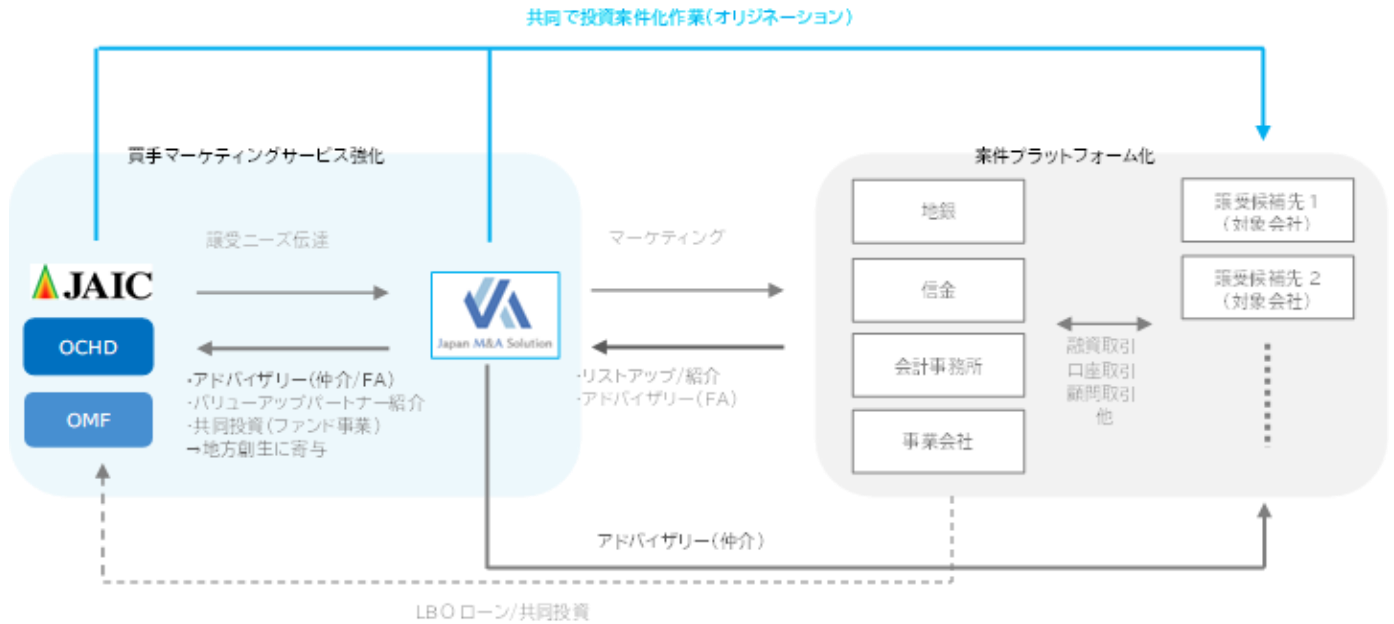 共同で投資案件化作業(オリジネーション)
買手マーケティングサービス強化
案件プラットフォーム化
譲受ニーズ伝達
マーケティング
JAIC
OCHD
OMF
Japan M&A Solution
・アドバイザリー(仲介/FA)
・バリューアップパートナー紹介
・共同投資(ファンド事業)
→地方創生に寄与
・リストアップ/紹介
・アドバイザリー(FA)
地銀
信金
会計事務所
事業会社
融資取引
口座取引
顧問取引
他
譲受候補先1
(対象会社)
譲受候補先2
(対象会社)
アドバイザリー(仲介)
LBOローン/共同投資